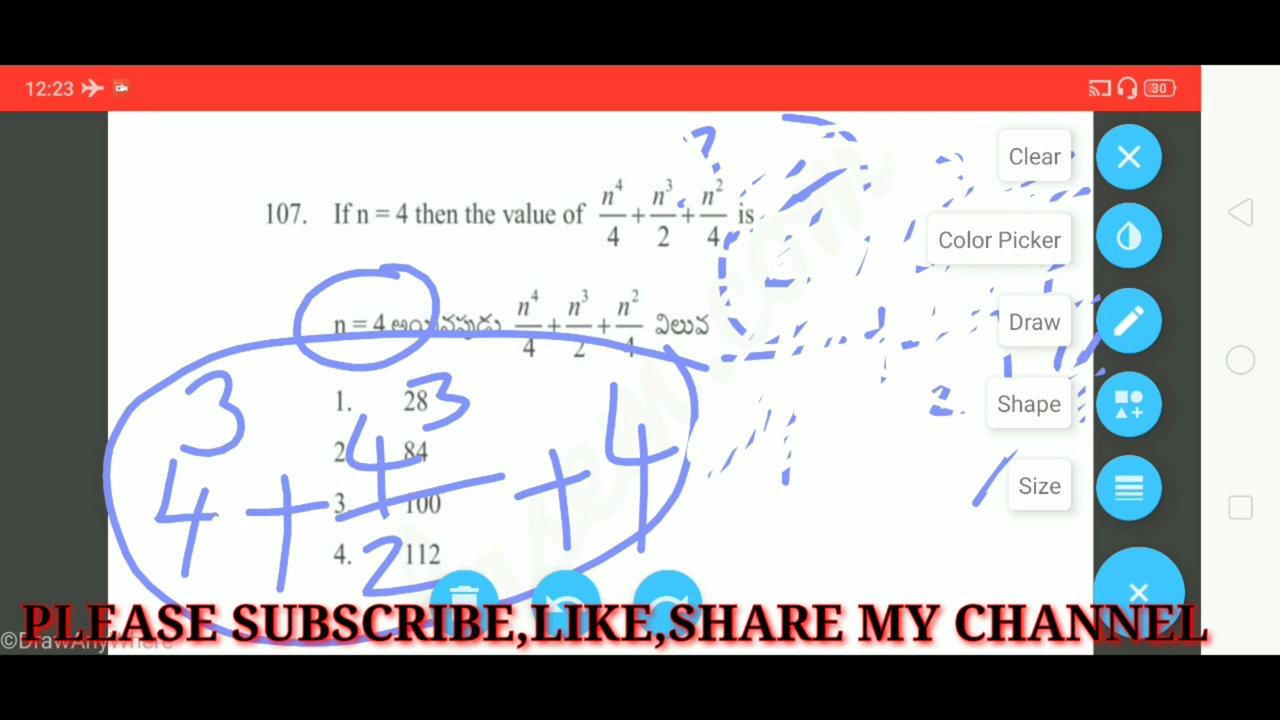 12:23 30
107. If n = 4 then the value of n⁴/4 + n³/2 + n²/4 is
n = 4 అయినపుడు n⁴/4 + n³/2 + n²/4 విలువ
1. 28
2. 84
3. 100
4. 112
4³ + 4³/2 + 4
Clear
Color Picker
Draw
Shape
Size
PLEASE SUBSCRIBE,LIKE,SHARE MY CHANNEL
©DrawAnyWhere